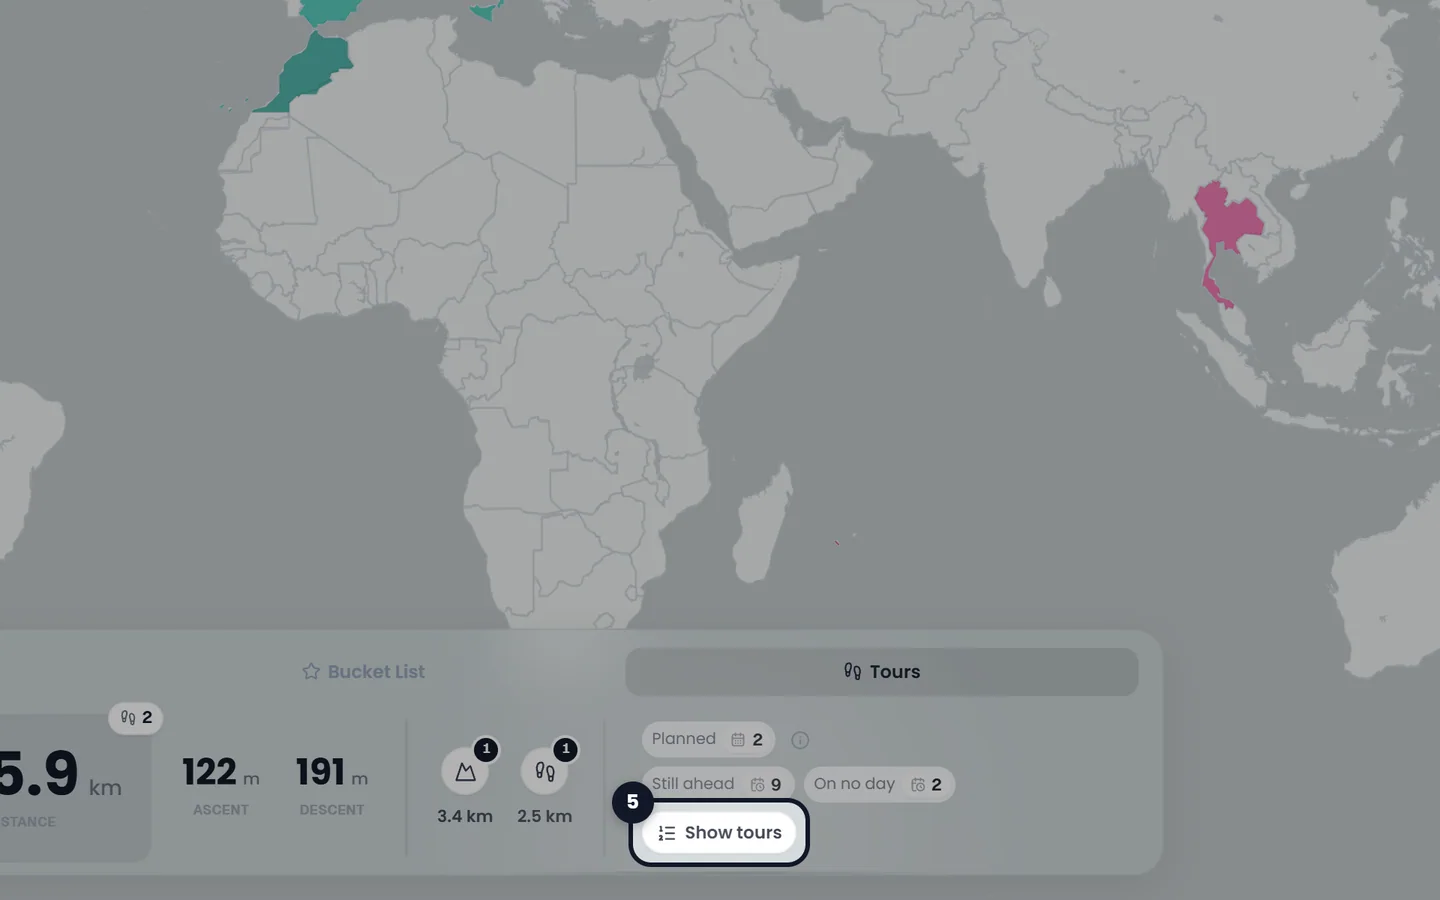 Bucket List
Tours
2
5.9 km
STANCE
122 m
ASCENT
191 m
DESCENT
1
3.4 km
1
2.5 km
Planned 2
Still ahead 9
On no day 2
5
Show tours